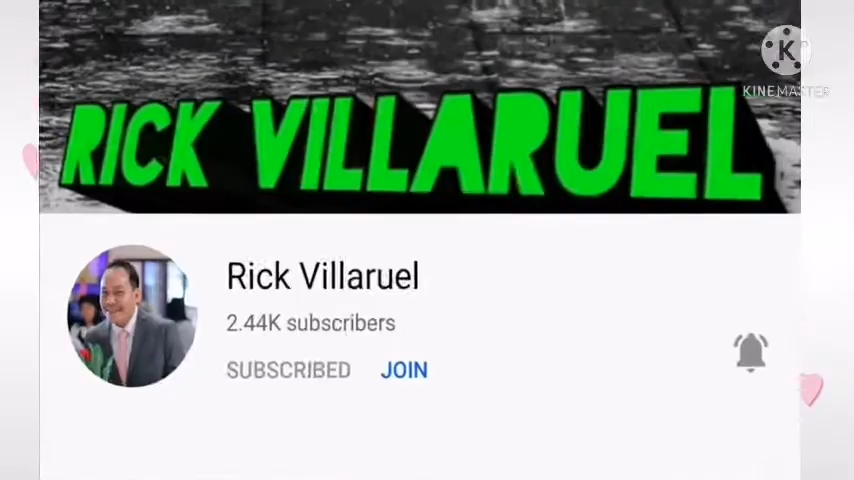 K
KINEMASTER
RICK VILLARUEL
Rick Villaruel
2.44K subscribers
SUBSCRIBED JOIN